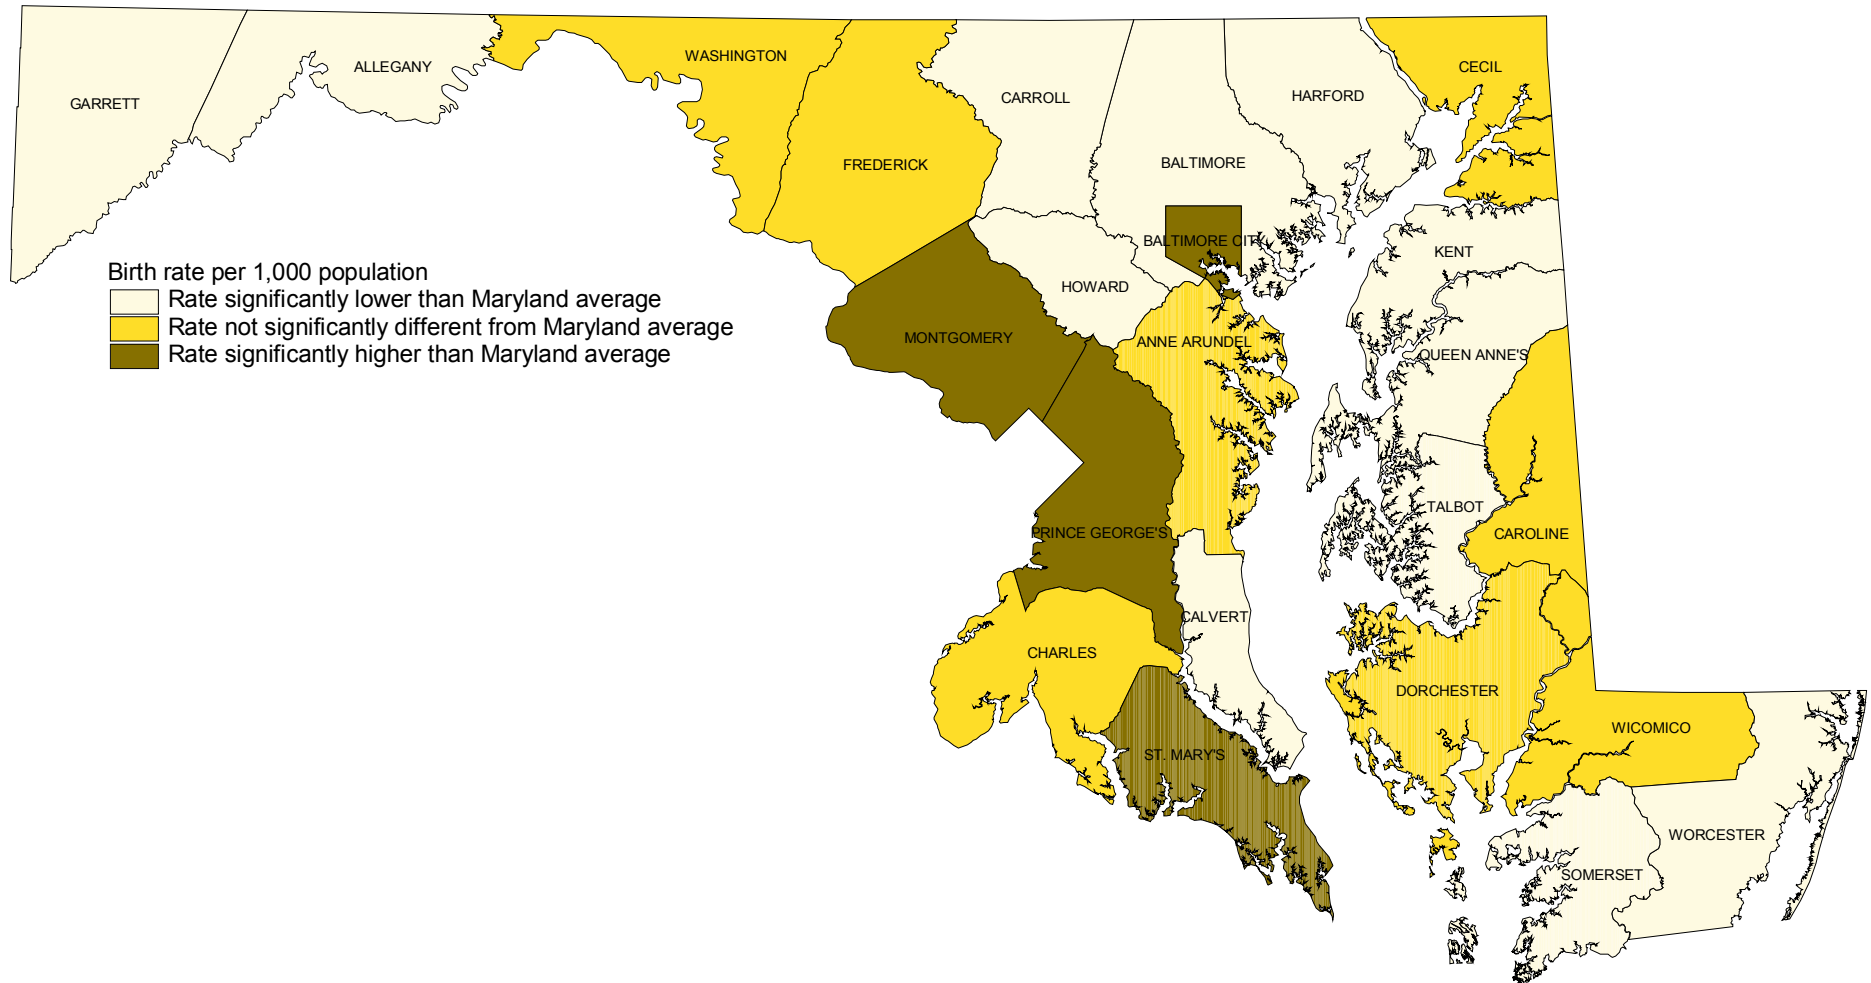 WASHINGTON
ALLEGANY
CECIL
GARRETT
CARROLL
HARFORD
FREDERICK
BALTIMORE
BALTIMORE CITY
KENT
Birth rate per 1,000 population
Rate significantly lower than Maryland average
Rate not significantly different from Maryland average
Rate significantly higher than Maryland average
HOWARD
MONTGOMERY
ANNE ARUNDEL
QUEEN ANNE'S
TALBOT
PRINCE GEORGE'S
CAROLINE
CALVERT
CHARLES
DORCHESTER
WICOMICO
ST. MARY'S
WORCESTER
SOMERSET